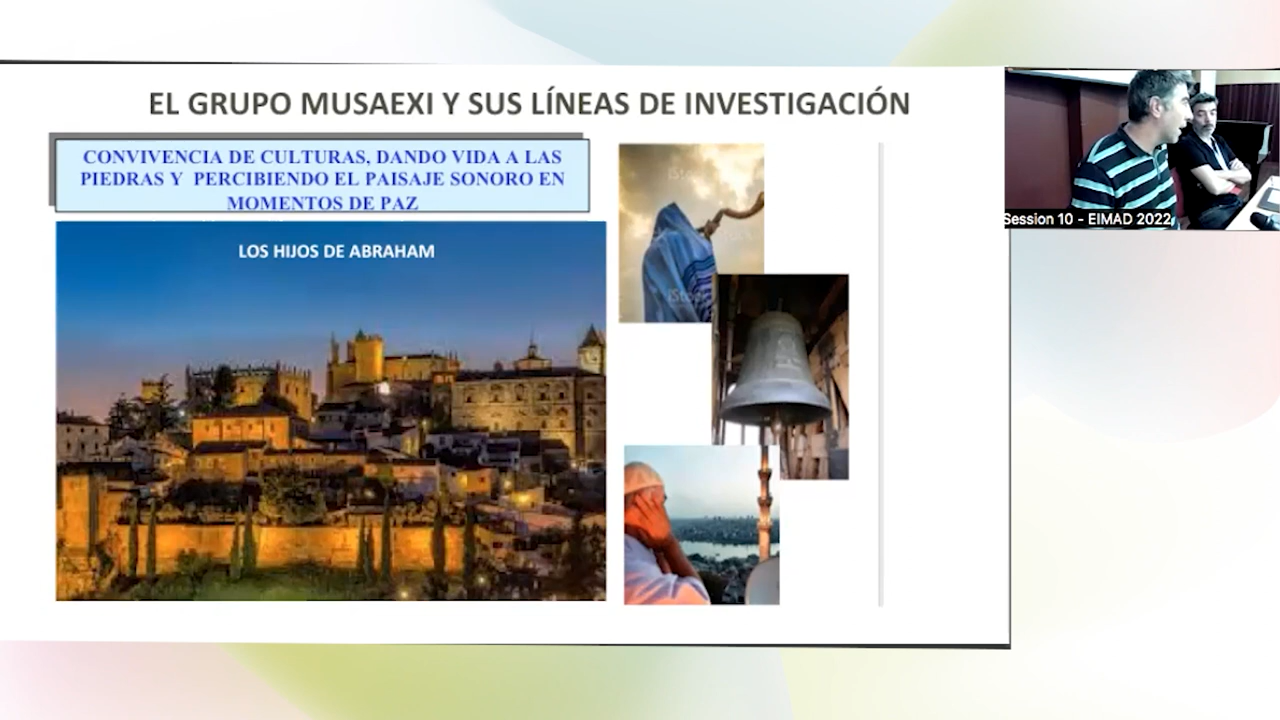 EL GRUPO MUSAEXI Y SUS LÍNEAS DE INVESTIGACIÓN
CONVIVENCIA DE CULTURAS, DANDO VIDA A LAS
PIEDRAS Y PERCIBIENDO EL PAISAJE SONORO EN
MOMENTOS DE PAZ
LOS HIJOS DE ABRAHAM
Session 10 - EIMAD 2022